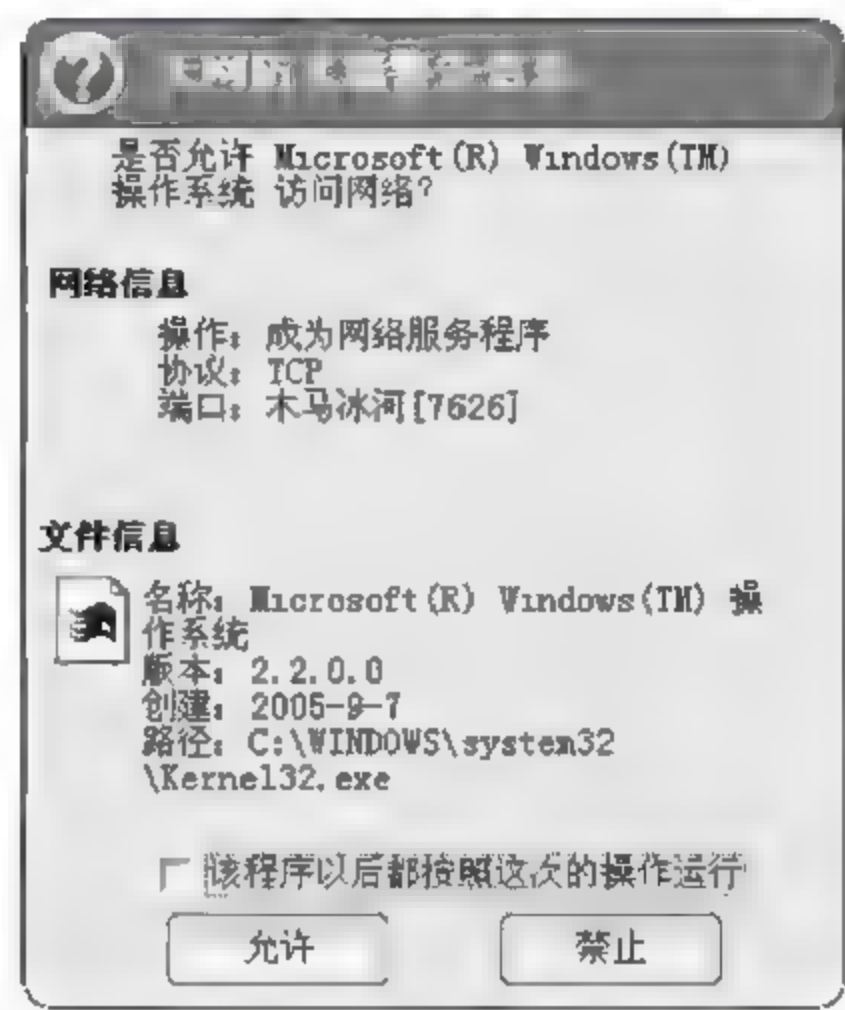 是否允许 Microsoft(R) Windows(TM)
操作系统 访问网络?
网络信息
操作: 成为网络服务程序
协议: TCP
端口: 木马冰河[7626]
文件信息
名称: Microsoft(R) Windows(TM) 操
作系统
版本: 2.2.0.0
创建: 2005-9-7
路径: C:\WINDOWS\system32
\Kernel32.exe
该程序以后都按照这次的操作运行
允许
禁止